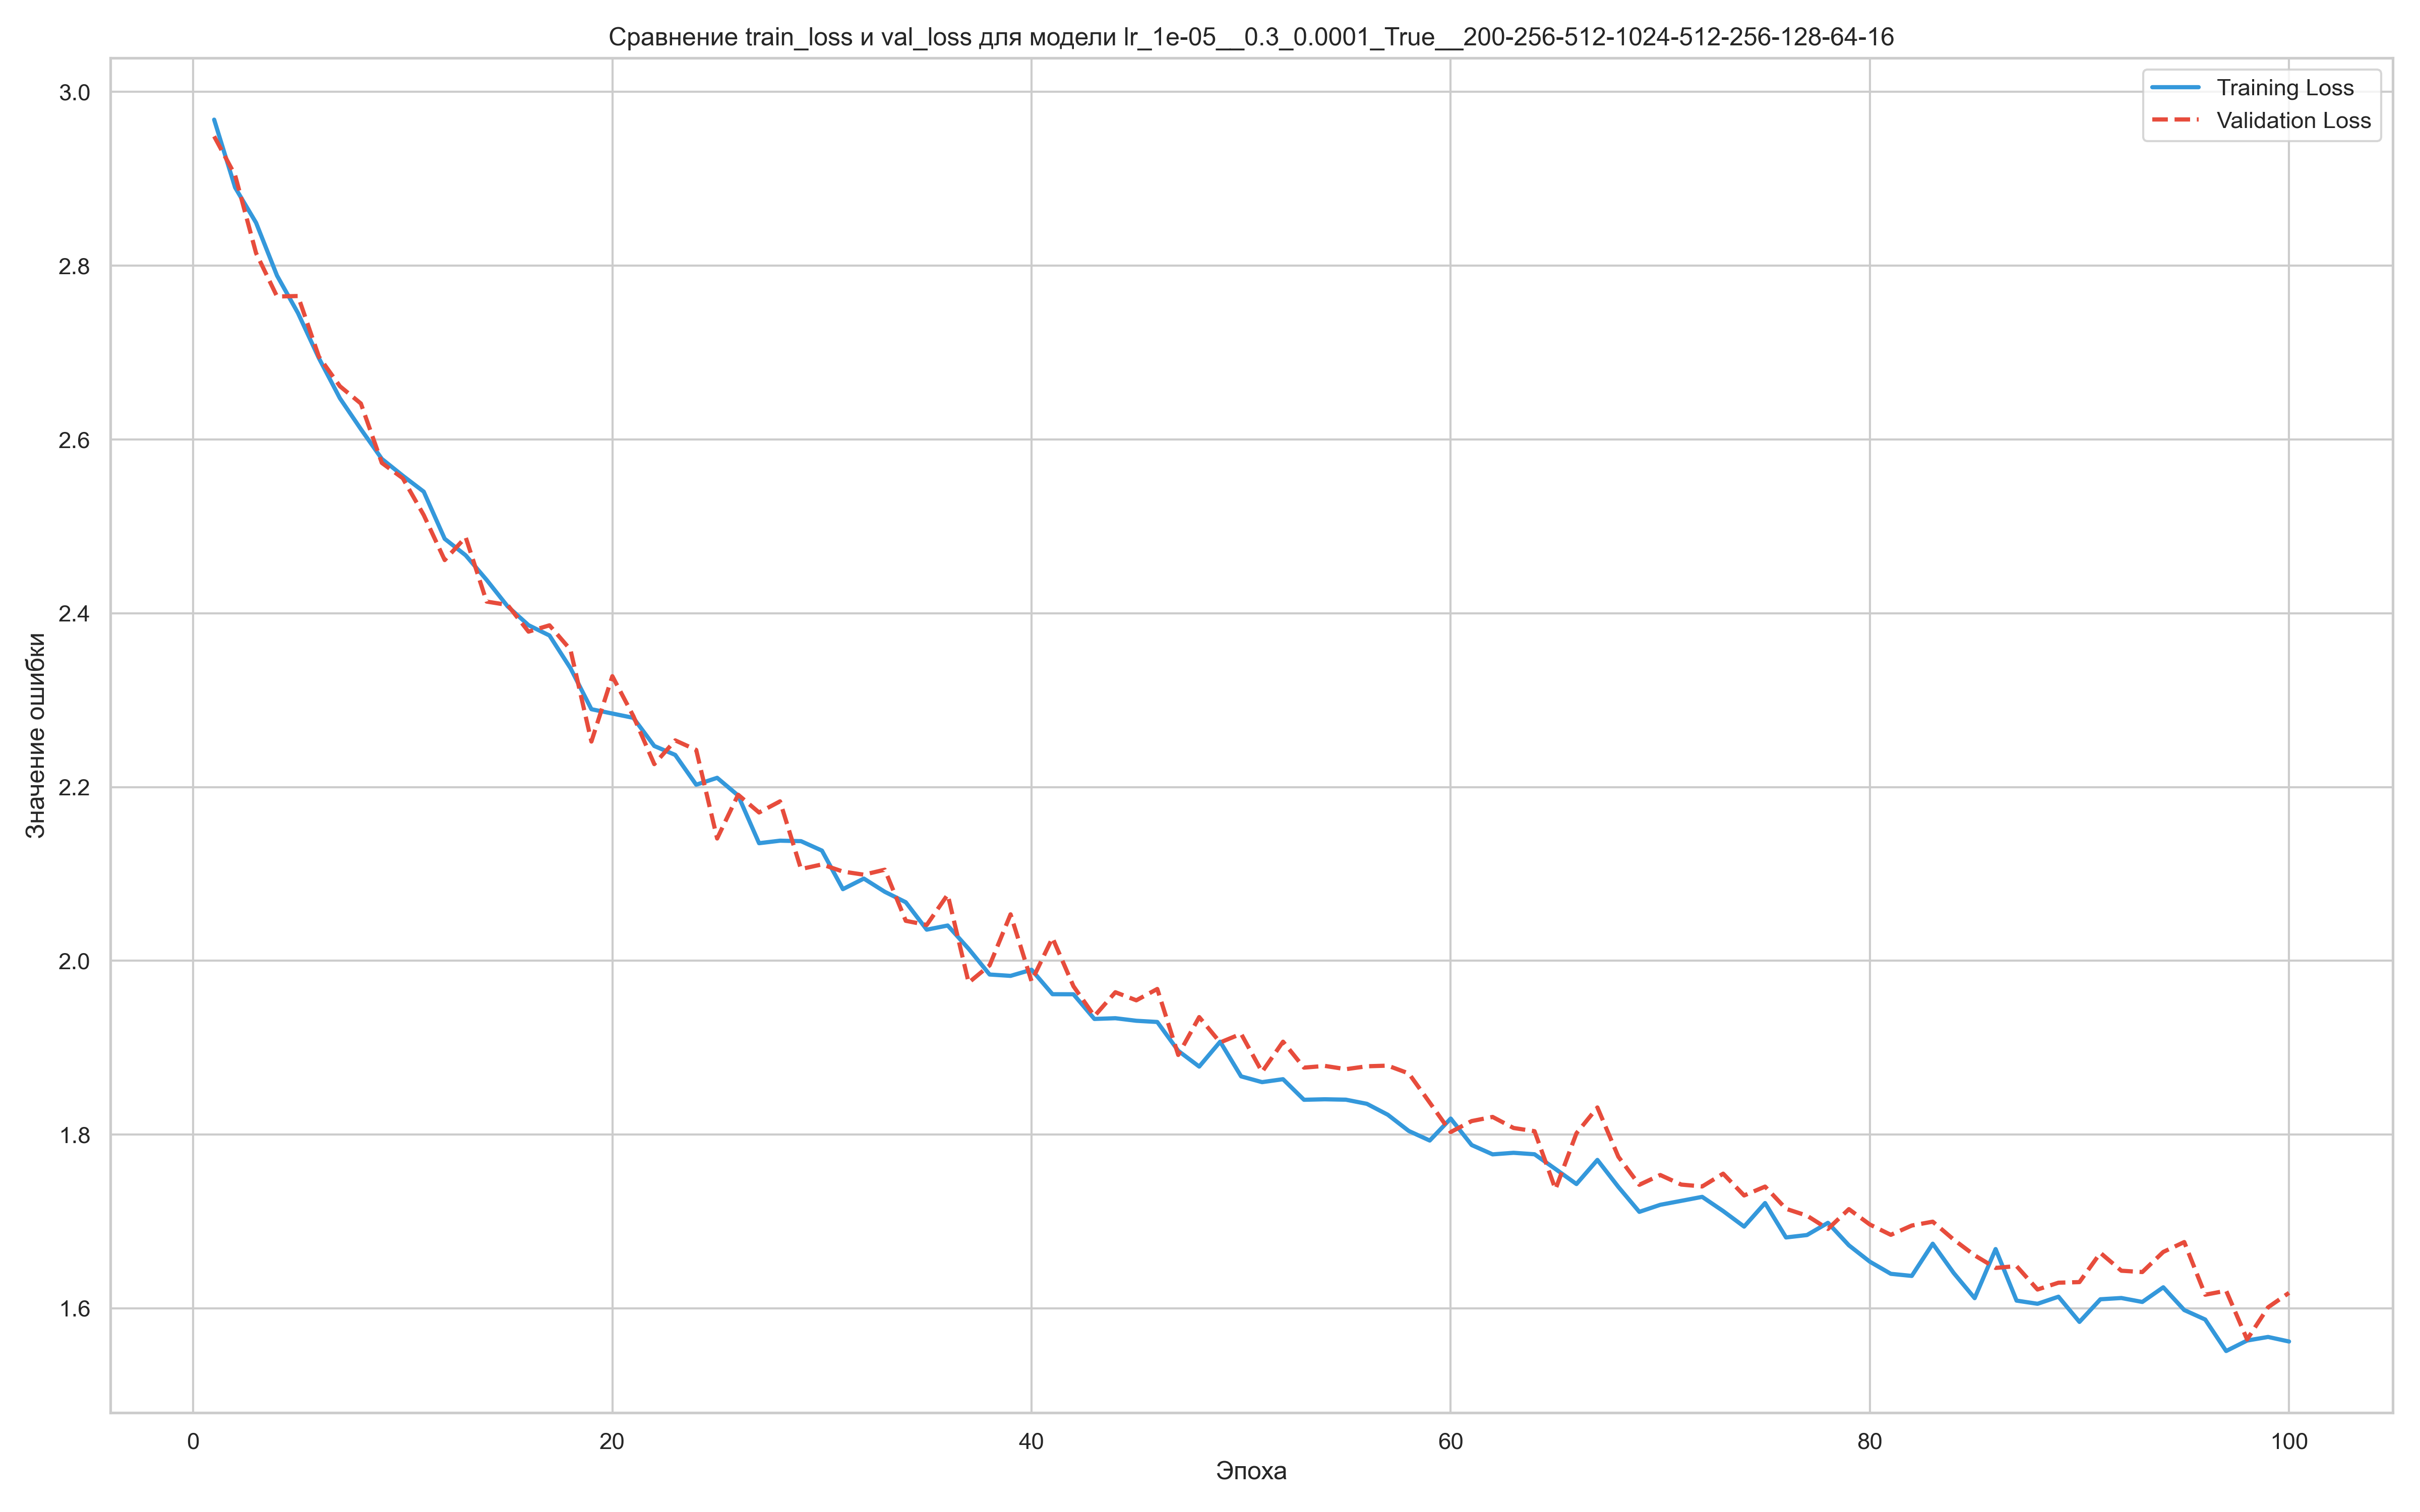 Сравнение train_loss и val_loss для модели lr_1e-05__0.3_0.0001_True__200-256-512-1024-512-256-128-64-16
Training Loss
Validation Loss
3.0
2.8
2.6
2.4
2.2
2.0
1.8
1.6
Значение ошибки
0
20
40
60
80
100
Эпоха